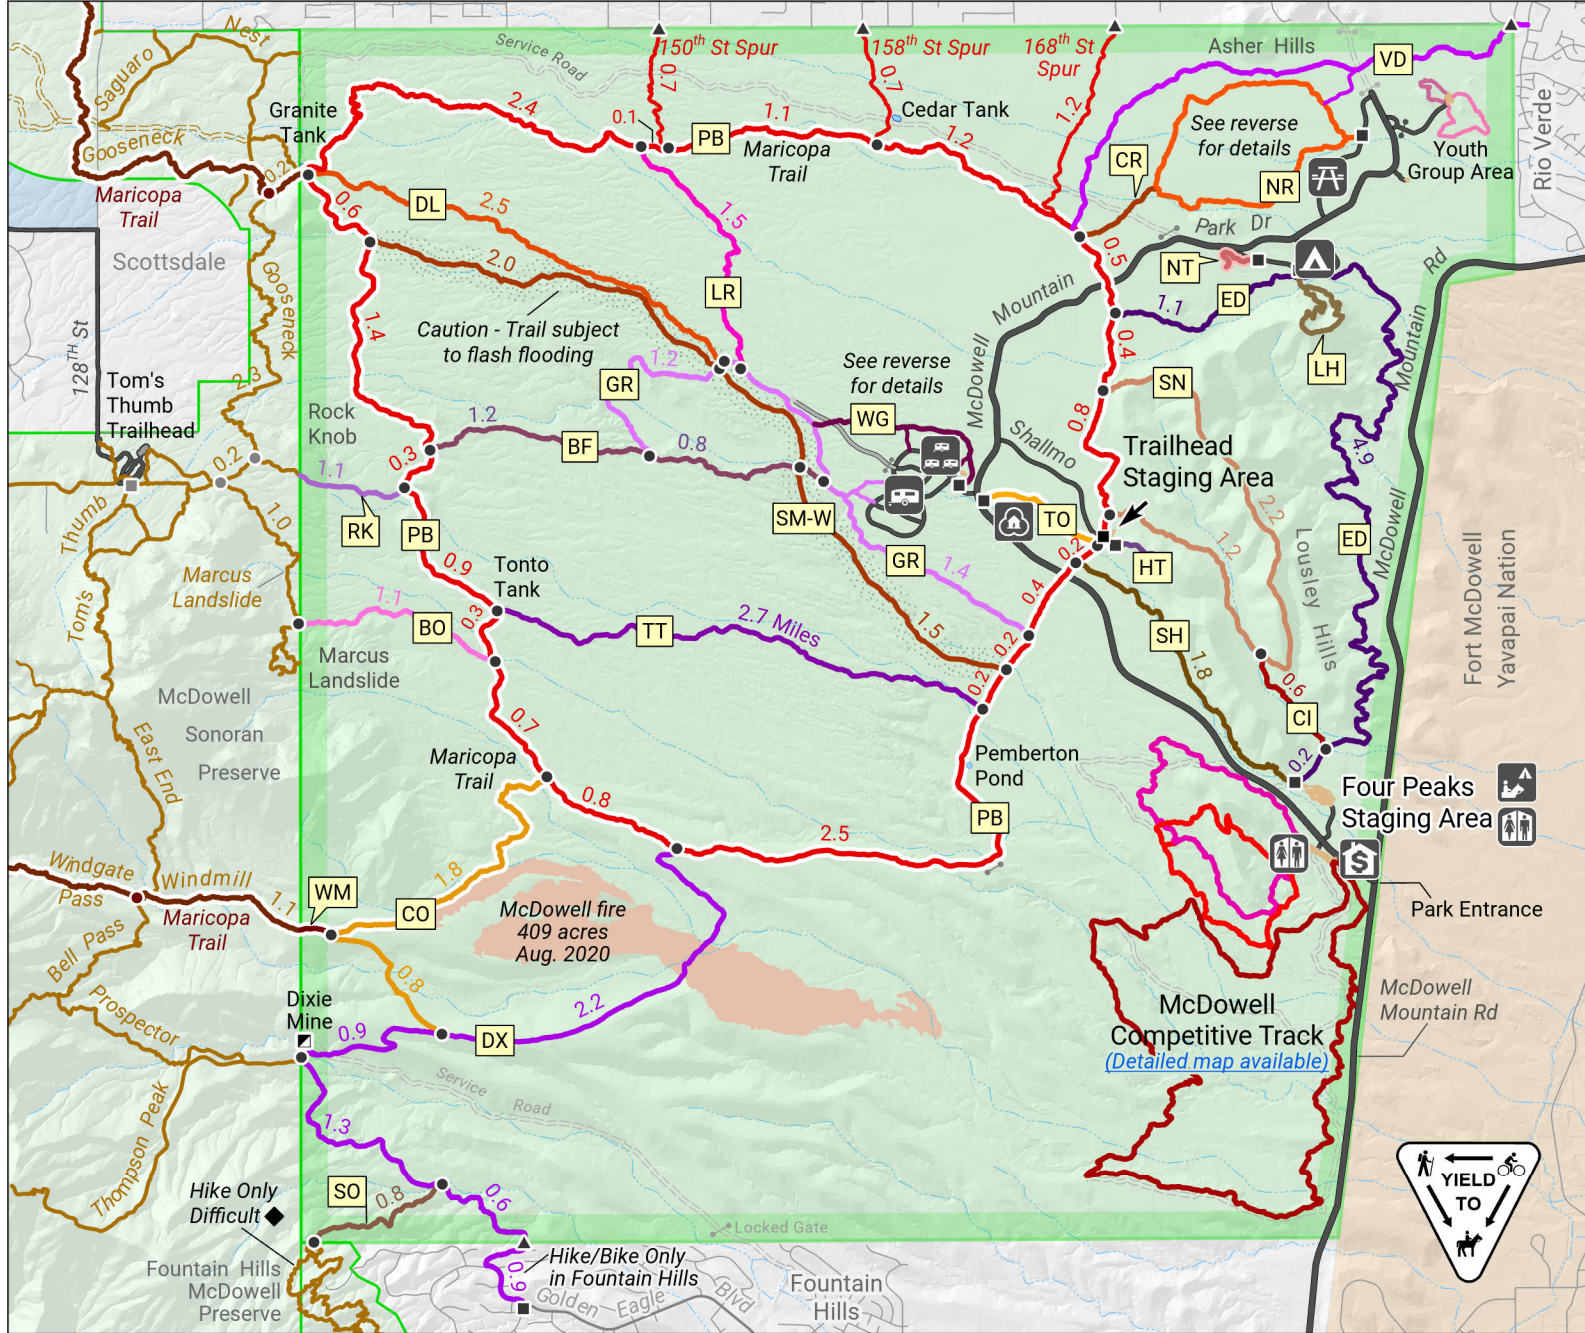 Nest
Saguaro
Service Road
150th St Spur
158th St Spur
168th St
Spur
Asher Hills
VD
Rio Verde
Granite
Tank
2.4
0.7
0.1
PB
1.1
Maricopa
Trail
0.7
Cedar Tank
1.2
1.2
See reverse
for details
CR
NR
Youth
Group Area
Gooseneck
0.2
Maricopa
Trail
0.6
DL
2.5
1.5
Park Dr
Scottsdale
Gooseneck
2.0
LR
0.5
NT
ED
1.1
Mountain
Rd
Caution - Trail subject
to flash flooding
1.4
128TH St
2.3
Tom's
Thumb
Trailhead
GR
1.2
See reverse
for details
McDowell
0.4
SN
LH
Mountain
Rock
Knob
1.2
BF
0.8
WG
Shallmo
0.8
Trailhead
Staging Area
4.9
0.2
1.1
RK
0.3
PB
SM-W
TO
2.2
ED
McDowell
Thumb
1.0
0.9
Tonto
Tank
GR
1.4
0.2
HT
1.2
Lousley Hills
Fort McDowell
Yavapai Nation
Marcus
Landslide
Tom's
1.1
BO
0.3
TT
2.7 Miles
1.5
0.4
0.2
0.2
SH
1.8
Marcus
Landslide
0.6
CI
McDowell
Sonoran
Preserve
East End
0.7
Maricopa
Trail
Pemberton
Pond
0.2
Four Peaks
Staging Area
0.8
PB
2.5
Windgate
Pass
Windmill
1.1
WM
1.8
CO
Maricopa
Trail
McDowell fire
409 acres
Aug. 2020
Park Entrance
Bell Pass
0.8
Prospector
Dixie
Mine
0.9
DX
2.2
McDowell
Competitive Track
(Detailed map available)
McDowell
Mountain Rd
Service Road
Thompson Peak
1.3
Hike Only
Difficult
SO
0.8
0.6
Locked Gate
YIELD
TO
0.9
Hike/Bike Only
in Fountain Hills
Fountain Hills
McDowell
Preserve
Golden Eagle Blvd
Fountain
Hills